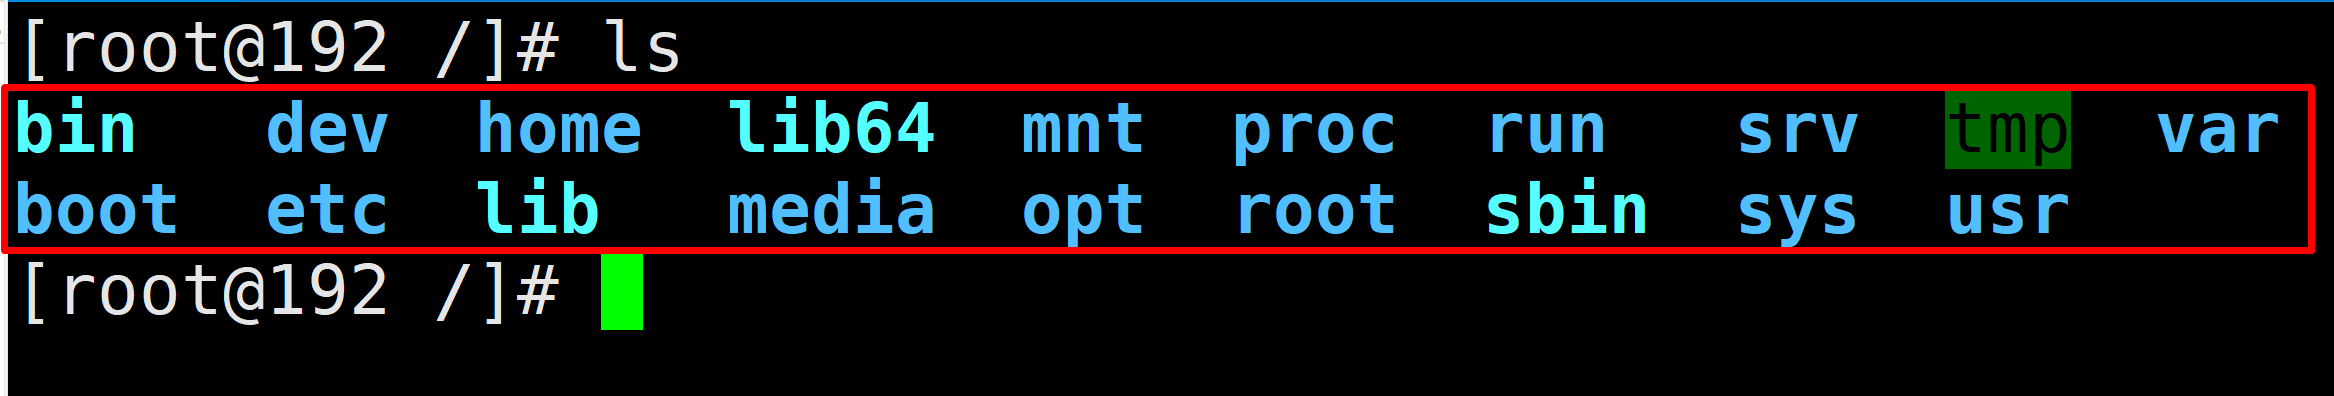 [root@192 /]# ls
bin dev home lib64 mnt proc run srv tmp var
boot etc lib media opt root sbin sys usr
[root@192 /]#